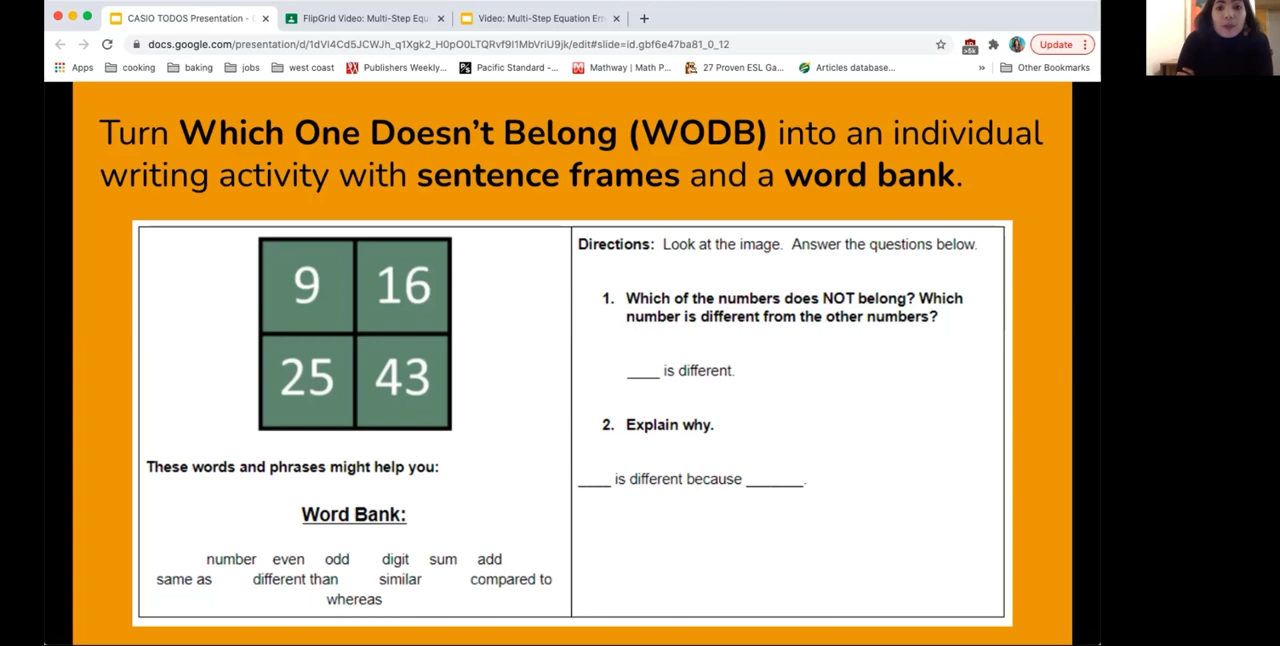 CASIO TODOS Presentation -
FlipGrid Video: Multi-Step Equ
Video: Multi-Step Equation Err
docs.google.com/presentation/d/1dVl4Cd5JCWJh_q1Xgk2_H0pO0LTQRvf9I1MbVriU9jk/edit#slide=id.gbf6e47ba81_0_12
Update
Apps
cooking
baking
jobs
west coast
Publishers Weekly...
Pacific Standard -...
Mathway | Math P...
27 Proven ESL Ga...
Articles database...
»
Other Bookmarks
Turn Which One Doesn't Belong (WODB) into an individual
writing activity with sentence frames and a word bank.
9 16
25 43
These words and phrases might help you:
Word Bank:
number even odd digit sum add
same as different than similar compared to
whereas
Directions: Look at the image. Answer the questions below.
1. Which of the numbers does NOT belong? Which
number is different from the other numbers?
____ is different.
2. Explain why.
____ is different because _______.